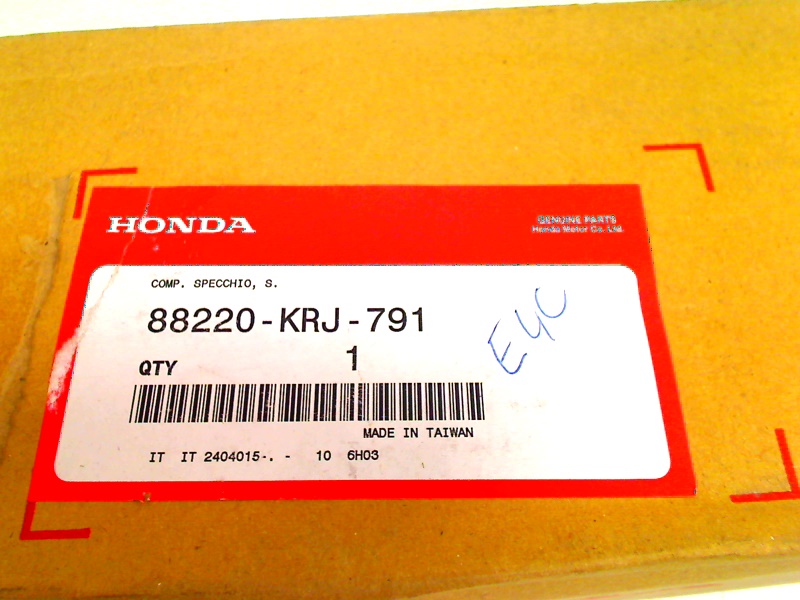 HONDA
GENUINE PARTS
Honda Motor Co., Ltd.
COMP. SPECCHIO, S.
88220-KRJ-791
QTY 1
E4C
MADE IN TAIWAN
IT IT 2404015-. - 10 6H03